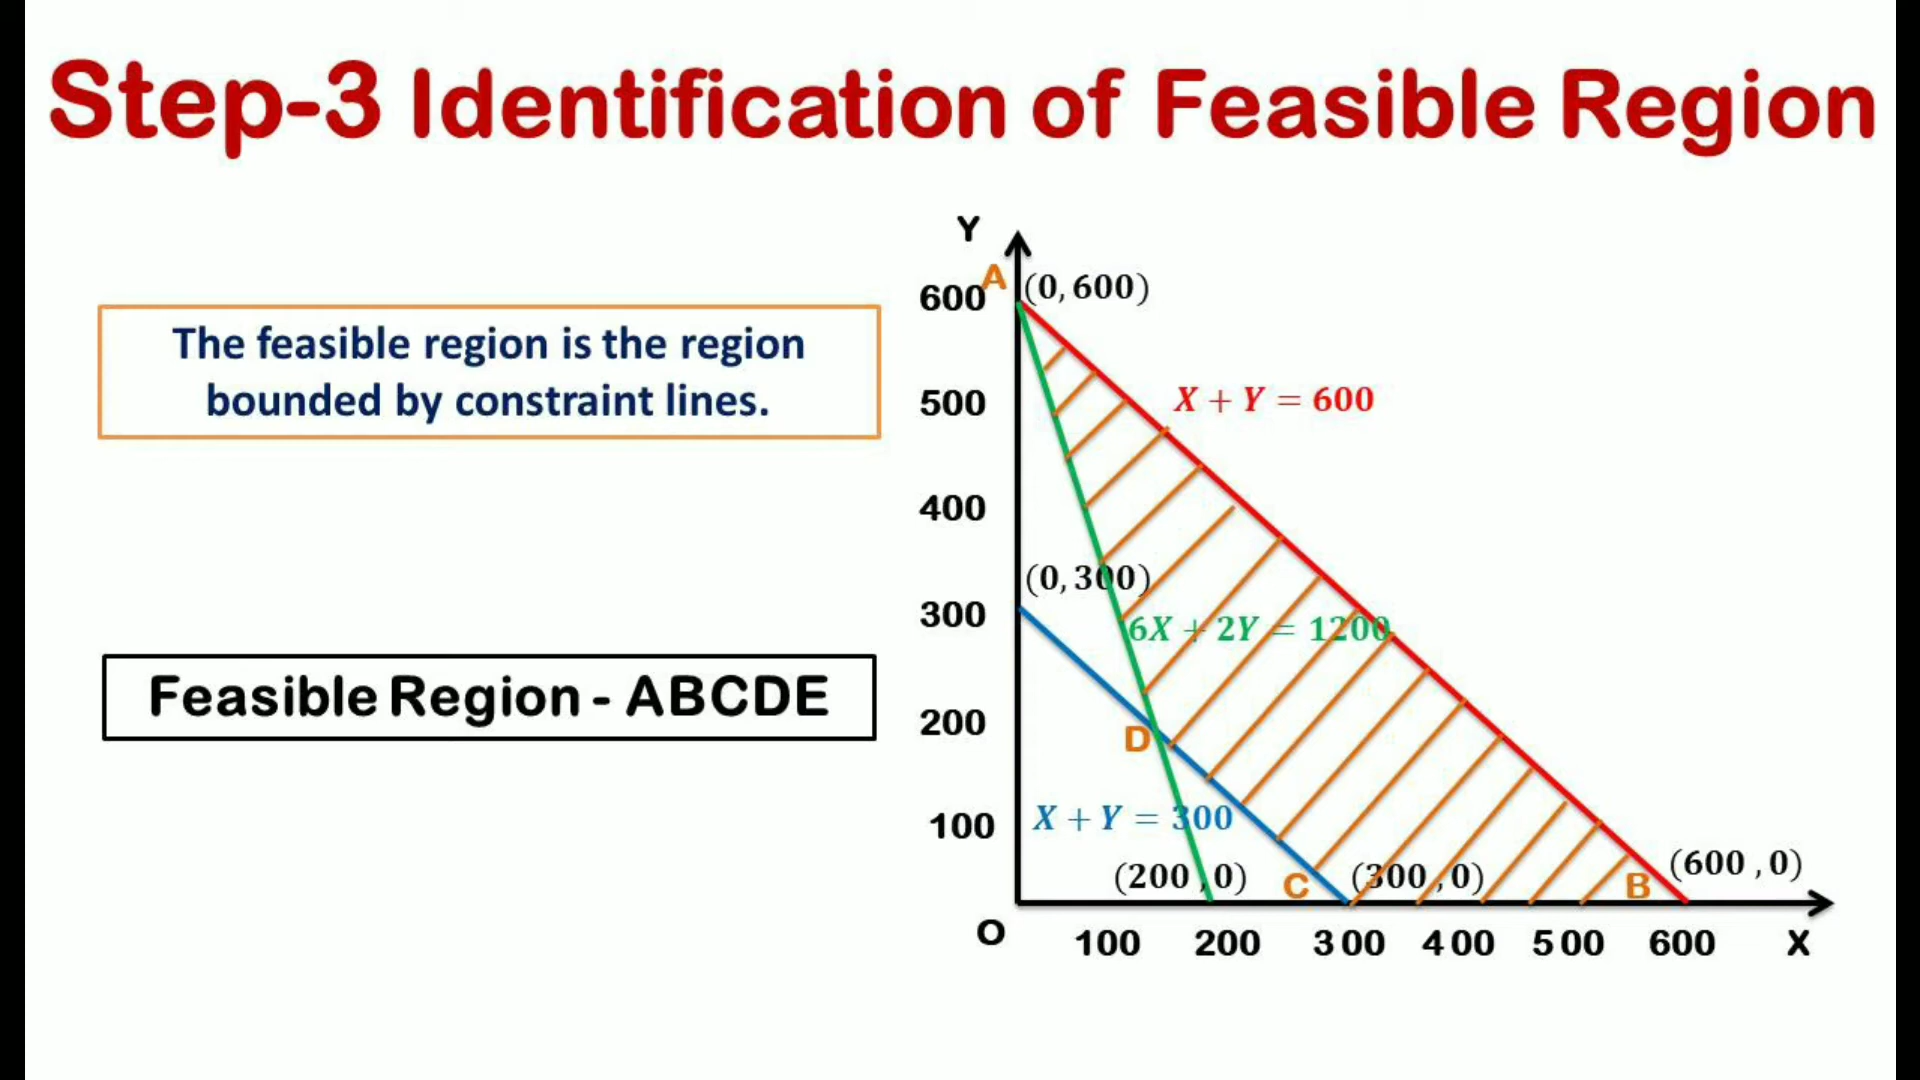 Step-3 Identification of Feasible Region
The feasible region is the region
bounded by constraint lines.
Feasible Region - ABCDE
Y
A
(0,600)
600
X + Y = 600
500
400
(0,300)
300
6X + 2Y = 1200
200
D
100
X + Y = 300
(200,0)
C
(300,0)
B
(600,0)
O
100 200 300 400 500 600 X